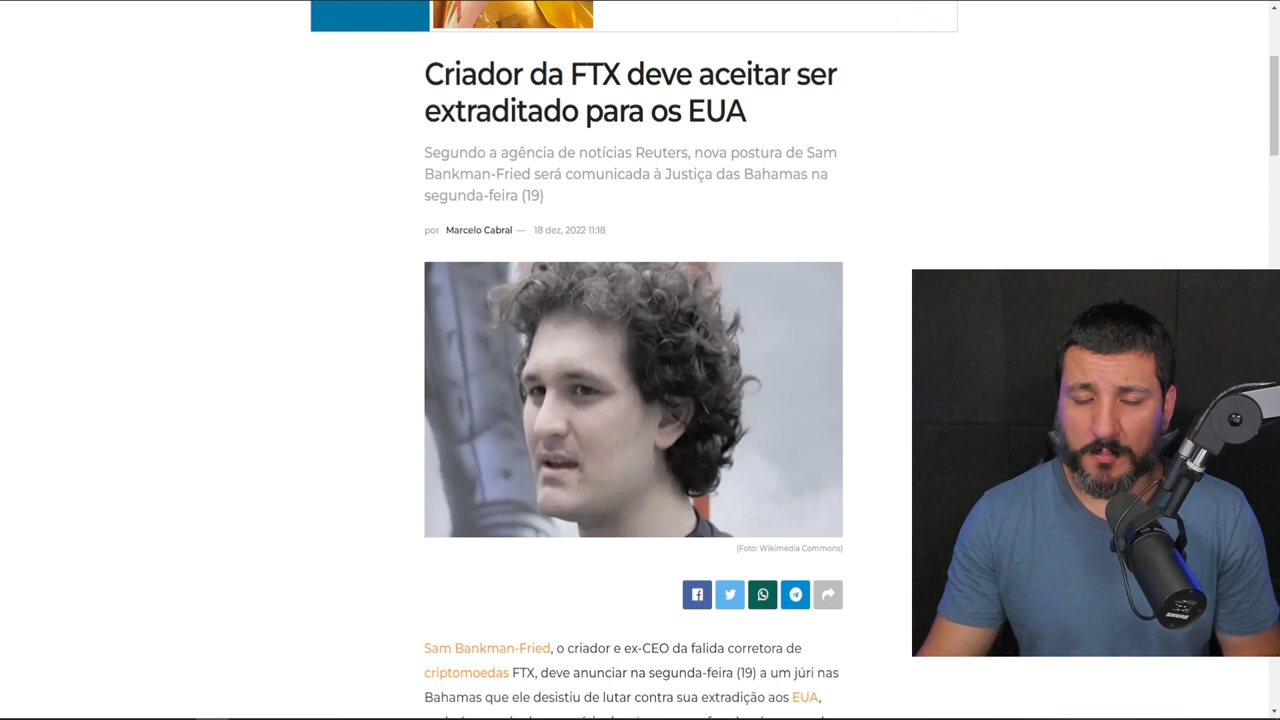 Criador da FTX deve aceitar ser
extraditado para os EUA
Segundo a agência de notícias Reuters, nova postura de Sam
Bankman-Fried será comunicada à Justiça das Bahamas na
segunda-feira (19)
por Marcelo Cabral — 18 dez, 2022 11:18
(Foto: Wikimedia Commons)
Sam Bankman-Fried, o criador e ex-CEO da falida corretora de
criptomoedas FTX, deve anunciar na segunda-feira (19) a um júri nas
Bahamas que ele desistiu de lutar contra sua extradição aos EUA,
SHURE